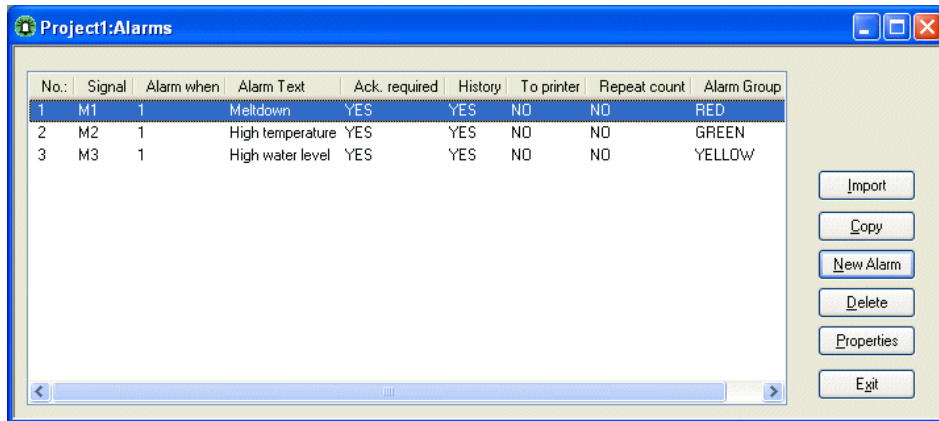 Project1:Alarms
No.: Signal Alarm when Alarm Text Ack. required History To printer Repeat count Alarm Group
1 M1 1 Meltdown YES YES NO NO RED
2 M2 1 High temperature YES YES NO NO GREEN
3 M3 1 High water level YES YES NO NO YELLOW
Import
Copy
New Alarm
Delete
Properties
Exit